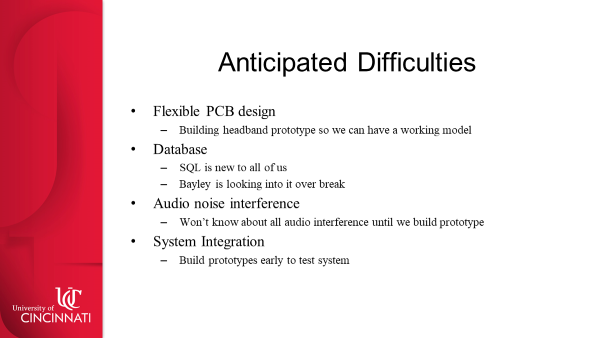 Anticipated Difficulties
• Flexible PCB design
– Building headband prototype so we can have a working model
• Database
– SQL is new to all of us
– Bayley is looking into it over break
• Audio noise interference
– Won't know about all audio interference until we build prototype
• System Integration
– Build prototypes early to test system
UC
University of
CINCINNATI